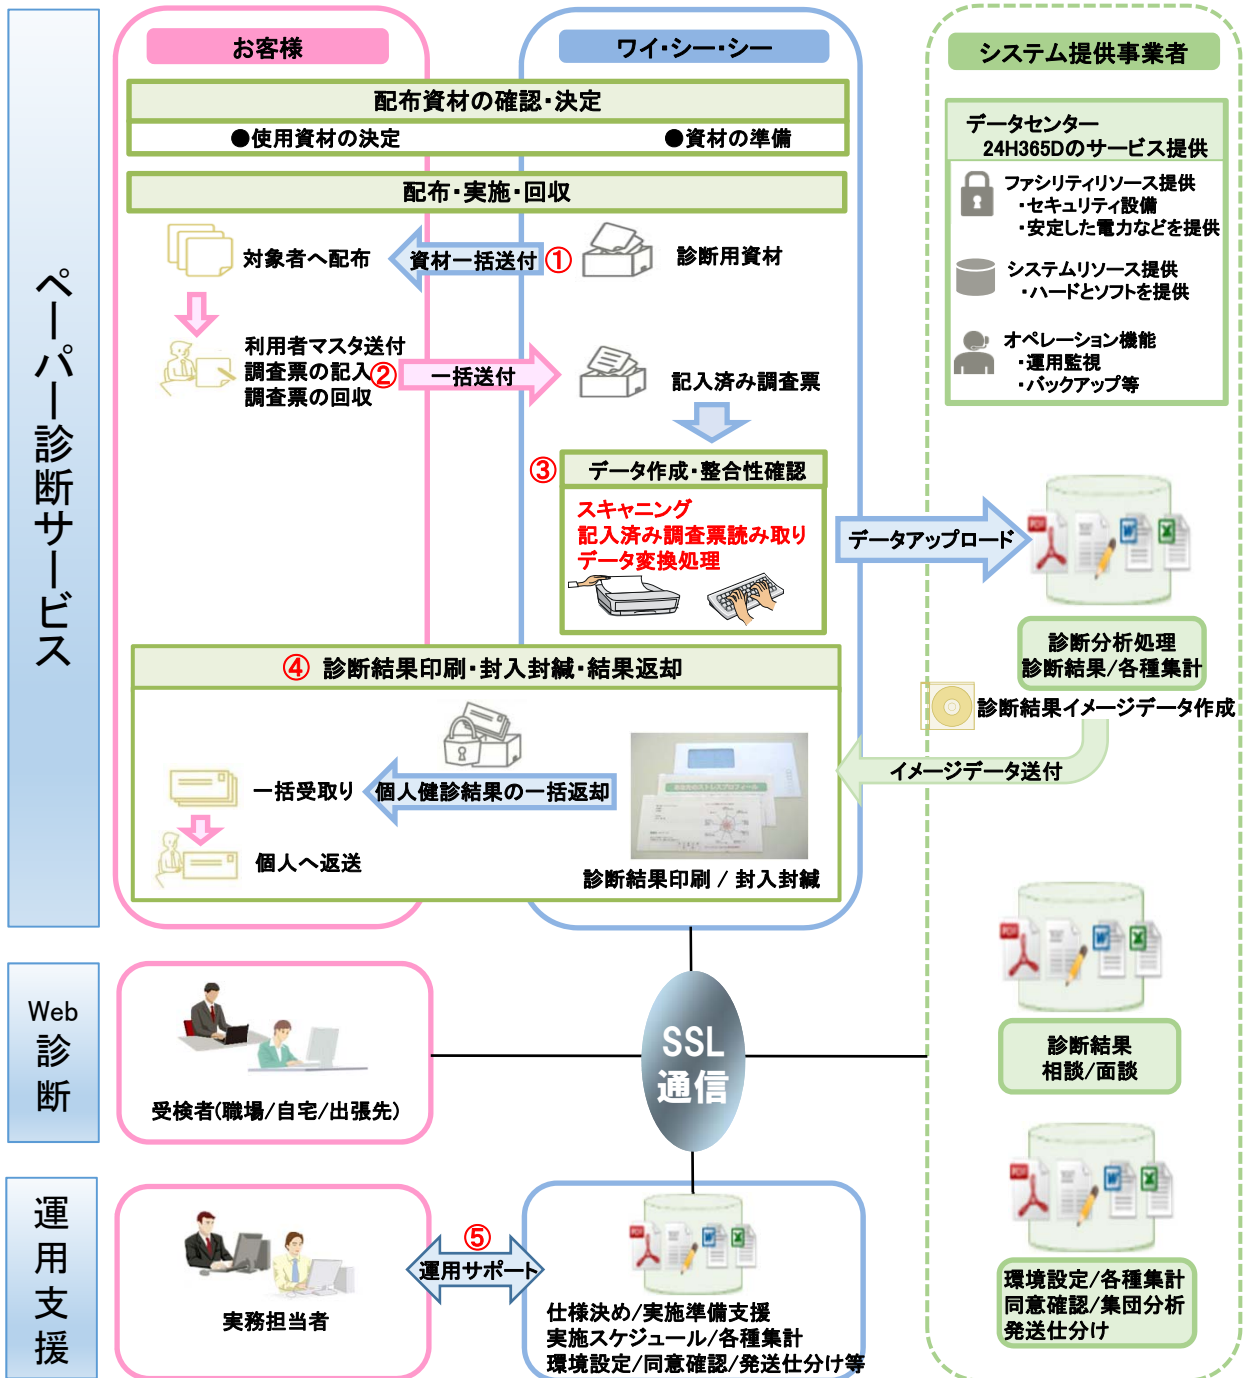 お客様
ワイ・シー・シー
システム提供事業者
ペーパー診断サービス
配布資材の確認・決定
●使用資材の決定
●資材の準備
配布・実施・回収
対象者へ配布
資材一括送付
①
診断用資材
利用者マスタ送付
調査票の記入
調査票の回収
②
一括送付
記入済み調査票
③
データ作成・整合性確認
スキャニング
記入済み調査票読み取り
データ変換処理
データアップロード
データセンター
24H365Dのサービス提供
ファシリティリソース提供
・セキュリティ設備
・安定した電力などを提供
システムリソース提供
・ハードとソフトを提供
オペレーション機能
・運用監視
・バックアップ等
PDF
W
X
診断分析処理
診断結果/各種集計
診断結果イメージデータ作成
イメージデータ送付
④ 診断結果印刷・封入封緘・結果返却
一括受取り
個人健診結果の一括返却
個人へ返送
あなたのストレスプロフィール
診断結果印刷 / 封入封緘
Web
診断
受検者(職場/自宅/出張先)
SSL
通信
PDF
W
X
診断結果
相談/面談
運用支援
実務担当者
⑤
運用サポート
PDF
W
X
仕様決め/実施準備支援
実施スケジュール/各種集計
環境設定/同意確認/発送仕分け等
PDF
W
X
環境設定/各種集計
同意確認/集団分析
発送仕分け